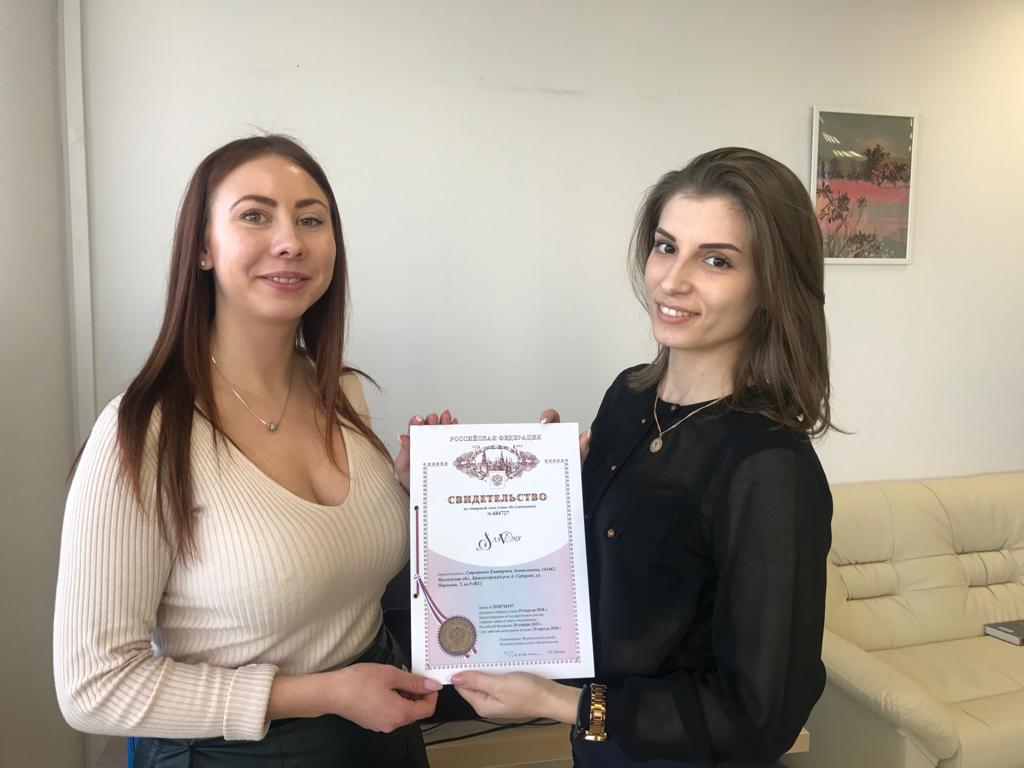 РОССИЙСКАЯ ФЕДЕРАЦИЯ
СВИДЕТЕЛЬСТВО
на товарный знак (знак обслуживания)
№ 684727
Правообладатель: Екатерина Анатольевна, 143442,
Московская обл., Красногорский р-н, д. Сабурово, ул.
Парковая, 7, кв.9 (RU)
Заявка № 2018716157
Приоритет товарного знака 19 апреля 2018 г.
Зарегистрировано в Государственном реестре
товарных знаков и знаков обслуживания
Российской Федерации 28 ноября 2018 г.
Срок действия регистрации истекает 19 апреля 2028 г.
Руководитель Федеральной службы
по интеллектуальной собственности
Г.П. Ивлиев